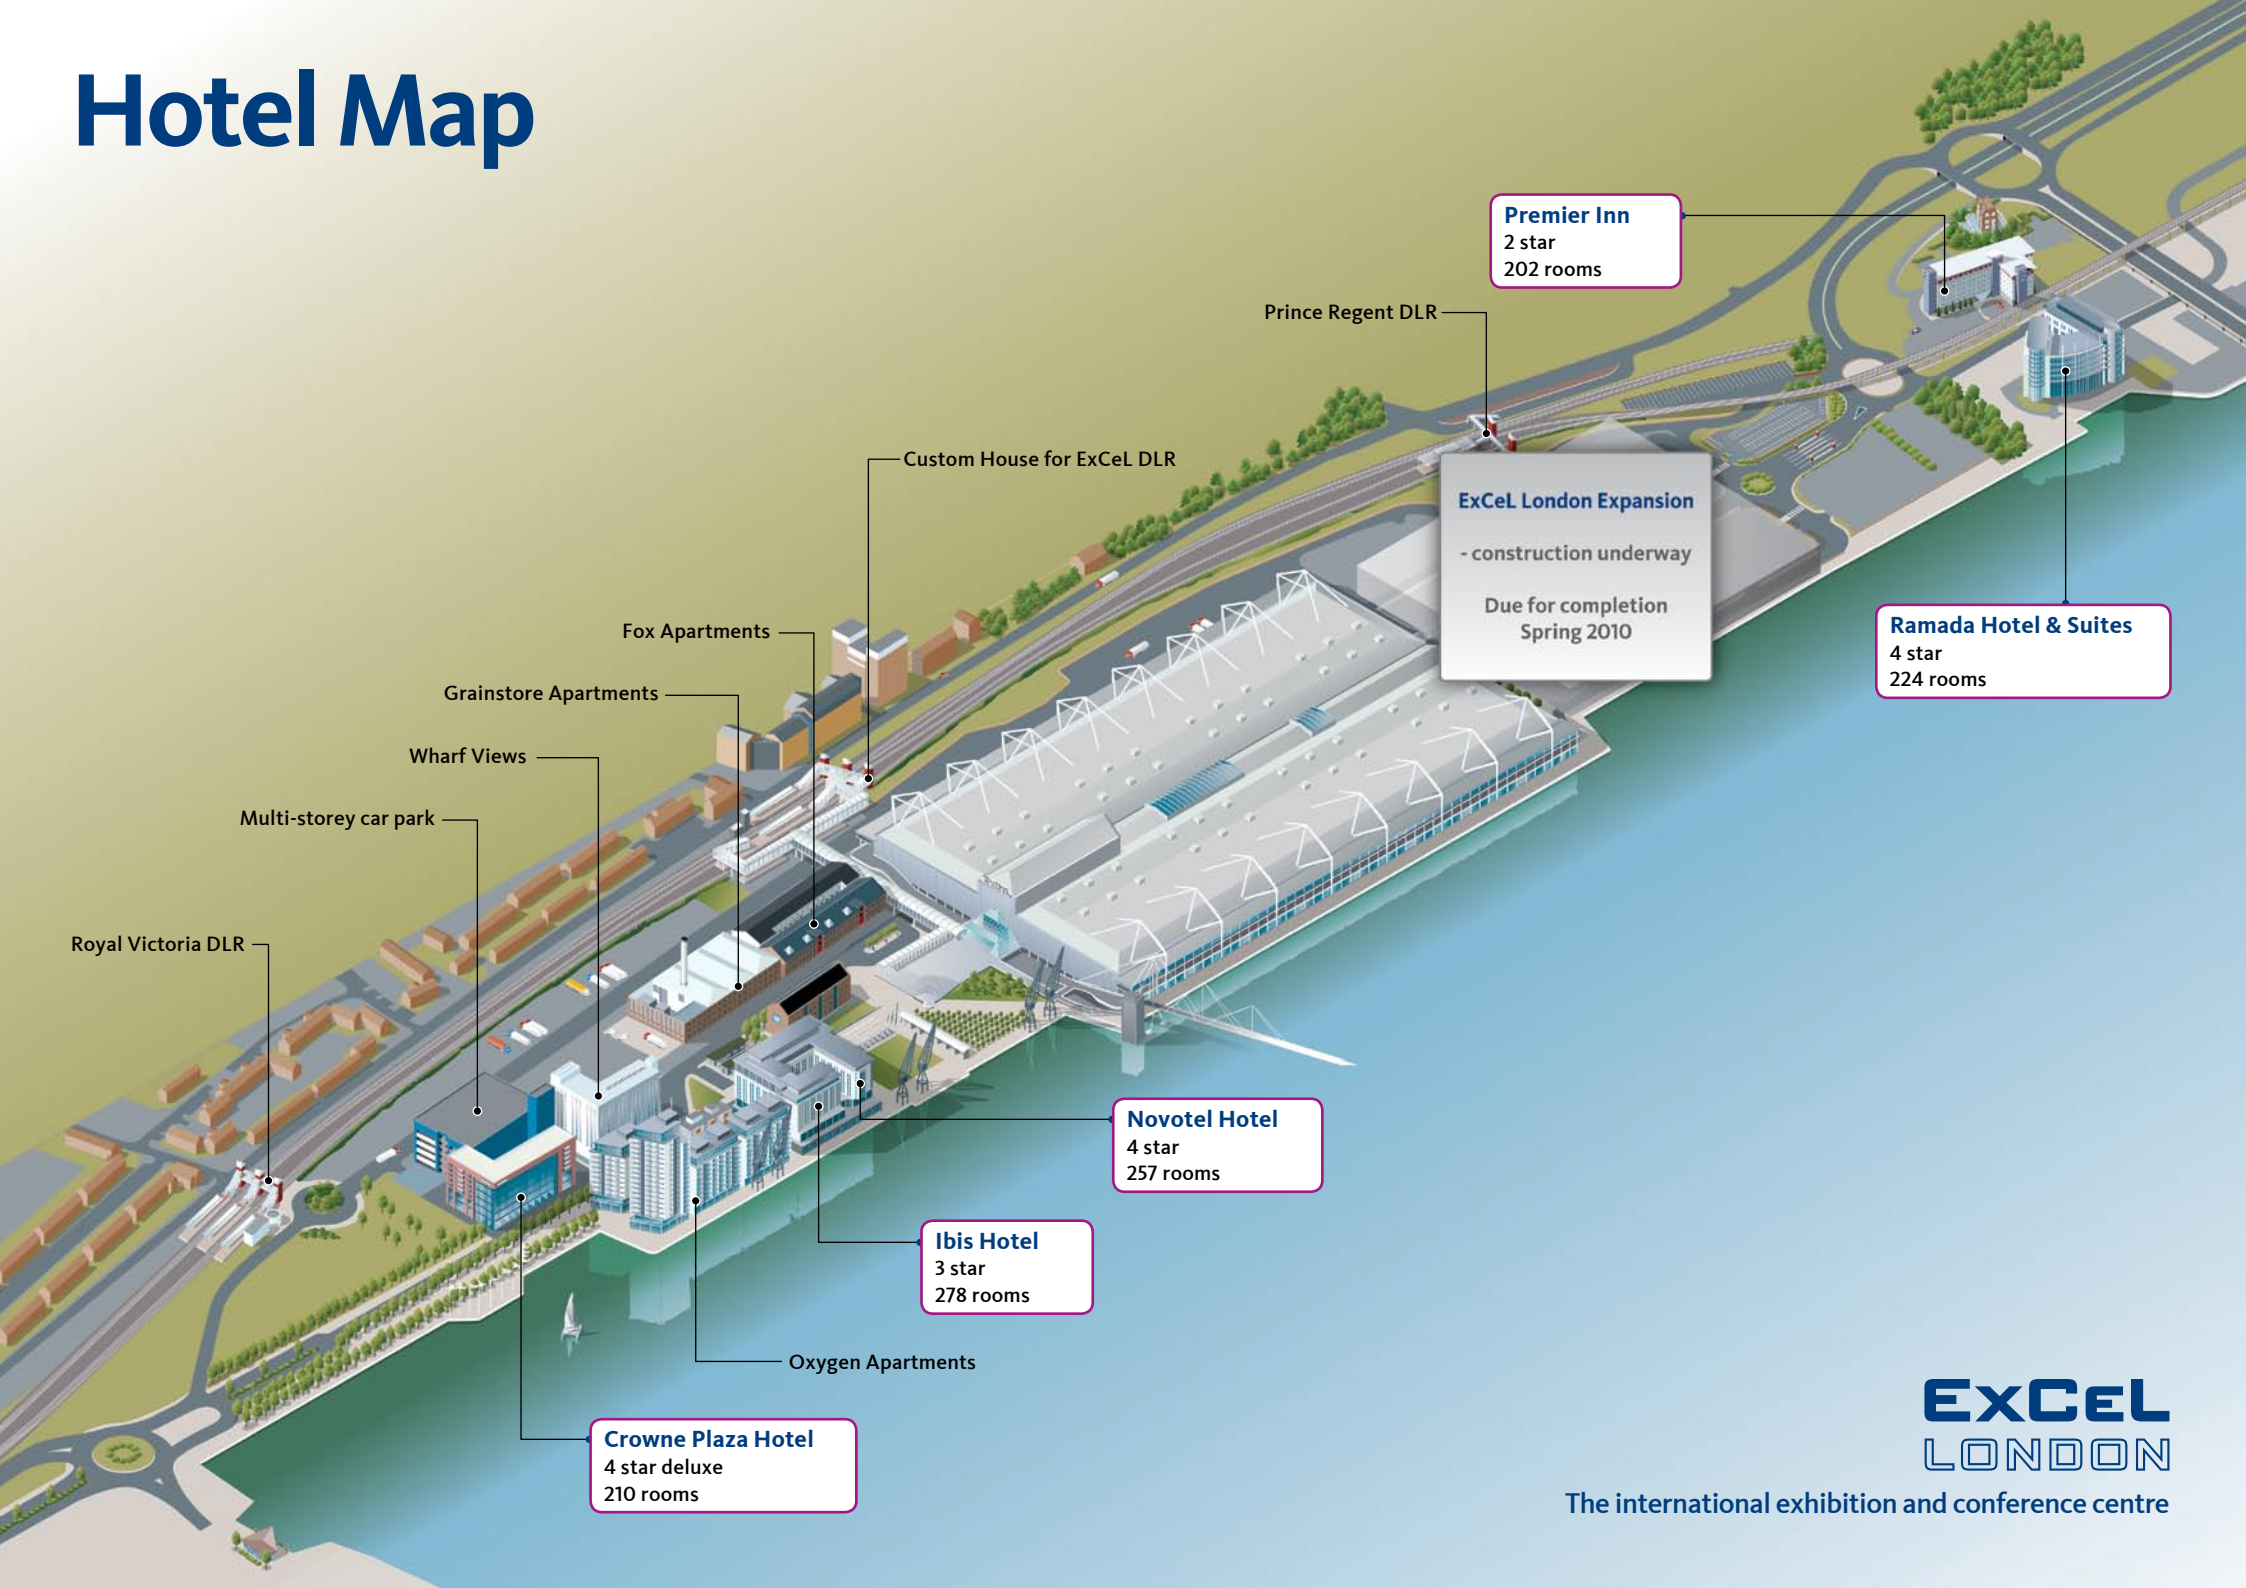 Hotel Map
Premier Inn
2 star
202 rooms
Prince Regent DLR
Custom House for ExCeL DLR
ExCeL London Expansion
- construction underway
Due for completion
Spring 2010
Ramada Hotel & Suites
4 star
224 rooms
Fox Apartments
Grainstore Apartments
Wharf Views
Multi-storey car park
Royal Victoria DLR
Novotel Hotel
4 star
257 rooms
Ibis Hotel
3 star
278 rooms
Oxygen Apartments
Crowne Plaza Hotel
4 star deluxe
210 rooms
ExCeL
LONDON
The international exhibition and conference centre